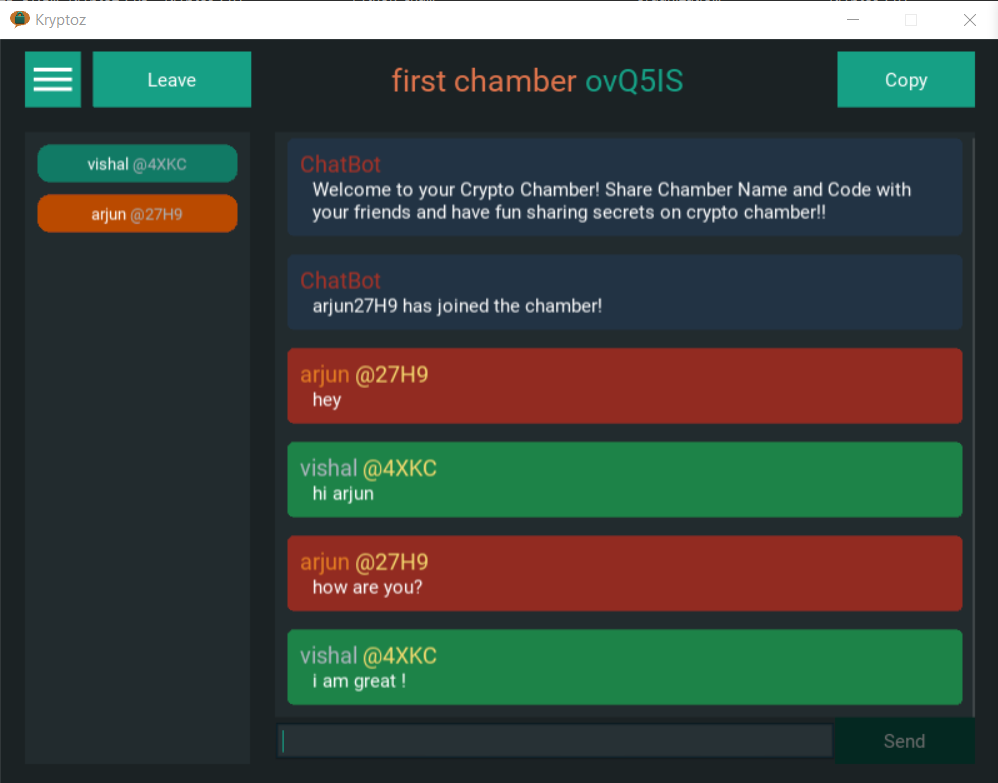 Kryptoz
Leave
first chamber ovQ5lS
Copy
vishal @4XKC
arjun @27H9
ChatBot
Welcome to your Crypto Chamber! Share Chamber Name and Code with
your friends and have fun sharing secrets on crypto chamber!!
ChatBot
arjun27H9 has joined the chamber!
arjun @27H9
hey
vishal @4XKC
hi arjun
arjun @27H9
how are you?
vishal @4XKC
i am great !
Send